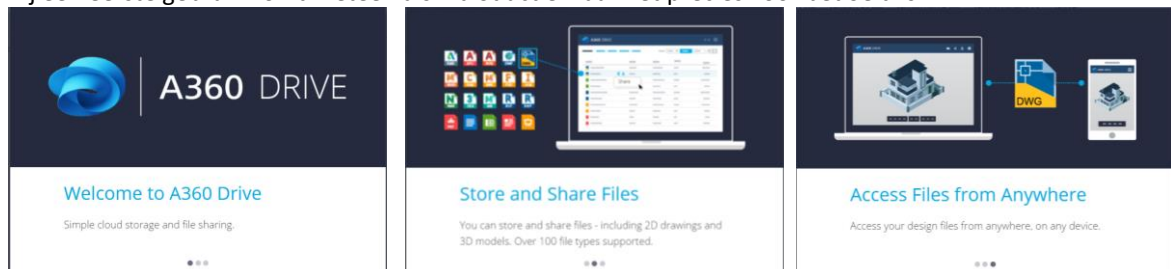 A360 DRIVE
Welcome to A360 Drive
Simple cloud storage and file sharing.
Share
Store and Share Files
You can store and share files - including 2D drawings and
3D models. Over 100 file types supported.
DWG
Access Files from Anywhere
Access your design files from anywhere, on any device.